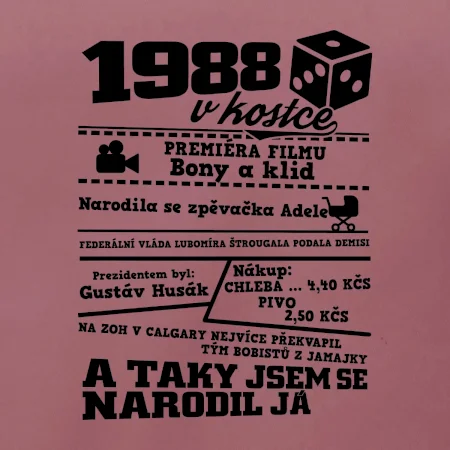 1988
v kostce
PREMIÉRA FILMU
Bony a klid
Narodila se zpěvačka Adele
FEDERÁLNÍ VLÁDA LUBOMÍRA ŠTROUGALA PODALA DEMISI
Prezidentem byl:
Gustáv Husák
Nákup:
CHLEBA ... 4,40 KČS
PIVO
2,50 KČS
NA ZOH V CALGARY NEJVÍCE PŘEKVAPIL
TÝM BOBISTŮ Z JAMAJKY
A TAKY JSEM SE
NARODIL JÁ